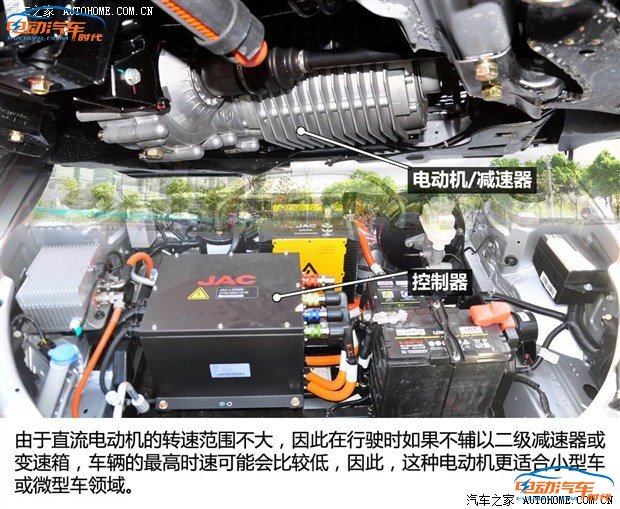 汽车之家 AUTOHOME.COM.CN
电动汽车
时代
电动机/减速器
JAC
JAC
控制器
JAC
由于直流电动机的转速范围不大，因此在行驶时如果不辅以二级减速器或
变速箱，车辆的最高时速可能会比较低，因此，这种电动机更适合小型车
或微型车领域。
电动汽车
时代
汽车之家 AUTOHOME.COM.CN